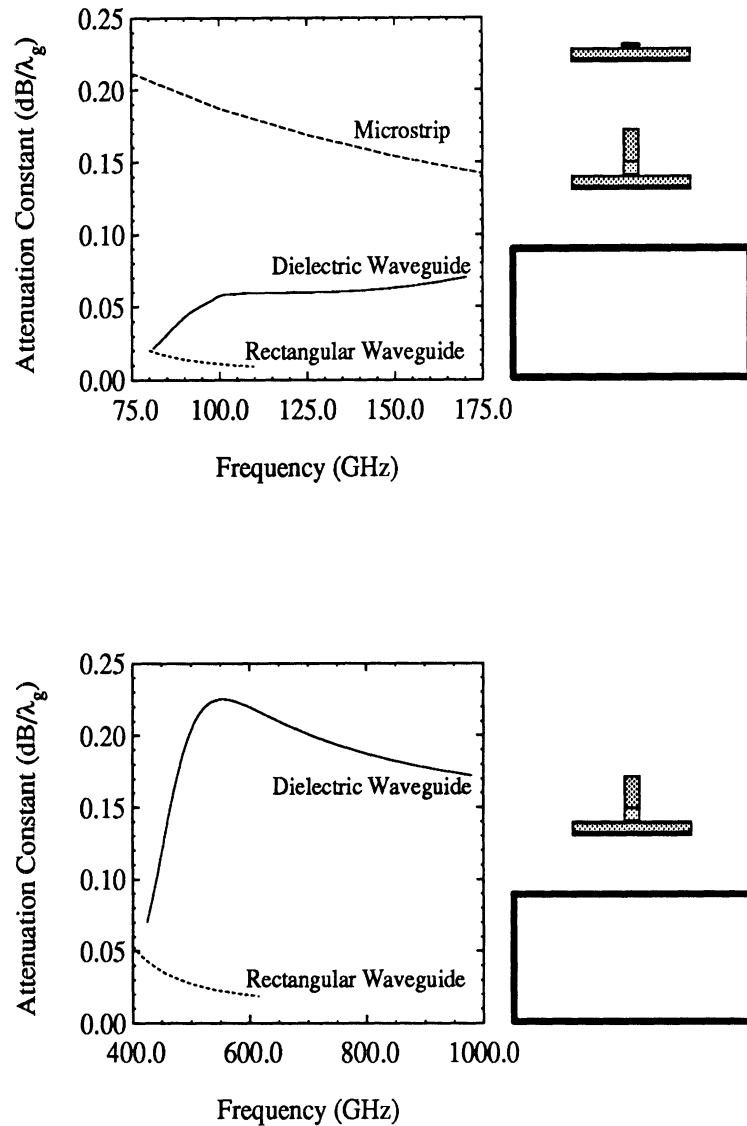 Attenuation Constant (dB/λg)
0.25
0.20
0.15
0.10
0.05
0.00
Microstrip
Dielectric Waveguide
Rectangular Waveguide
75.0 100.0 125.0 150.0 175.0
Frequency (GHz)
Attenuation Constant (dB/λg)
0.25
0.20
0.15
0.10
0.05
0.00
Dielectric Waveguide
Rectangular Waveguide
400.0 600.0 800.0 1000.0
Frequency (GHz)